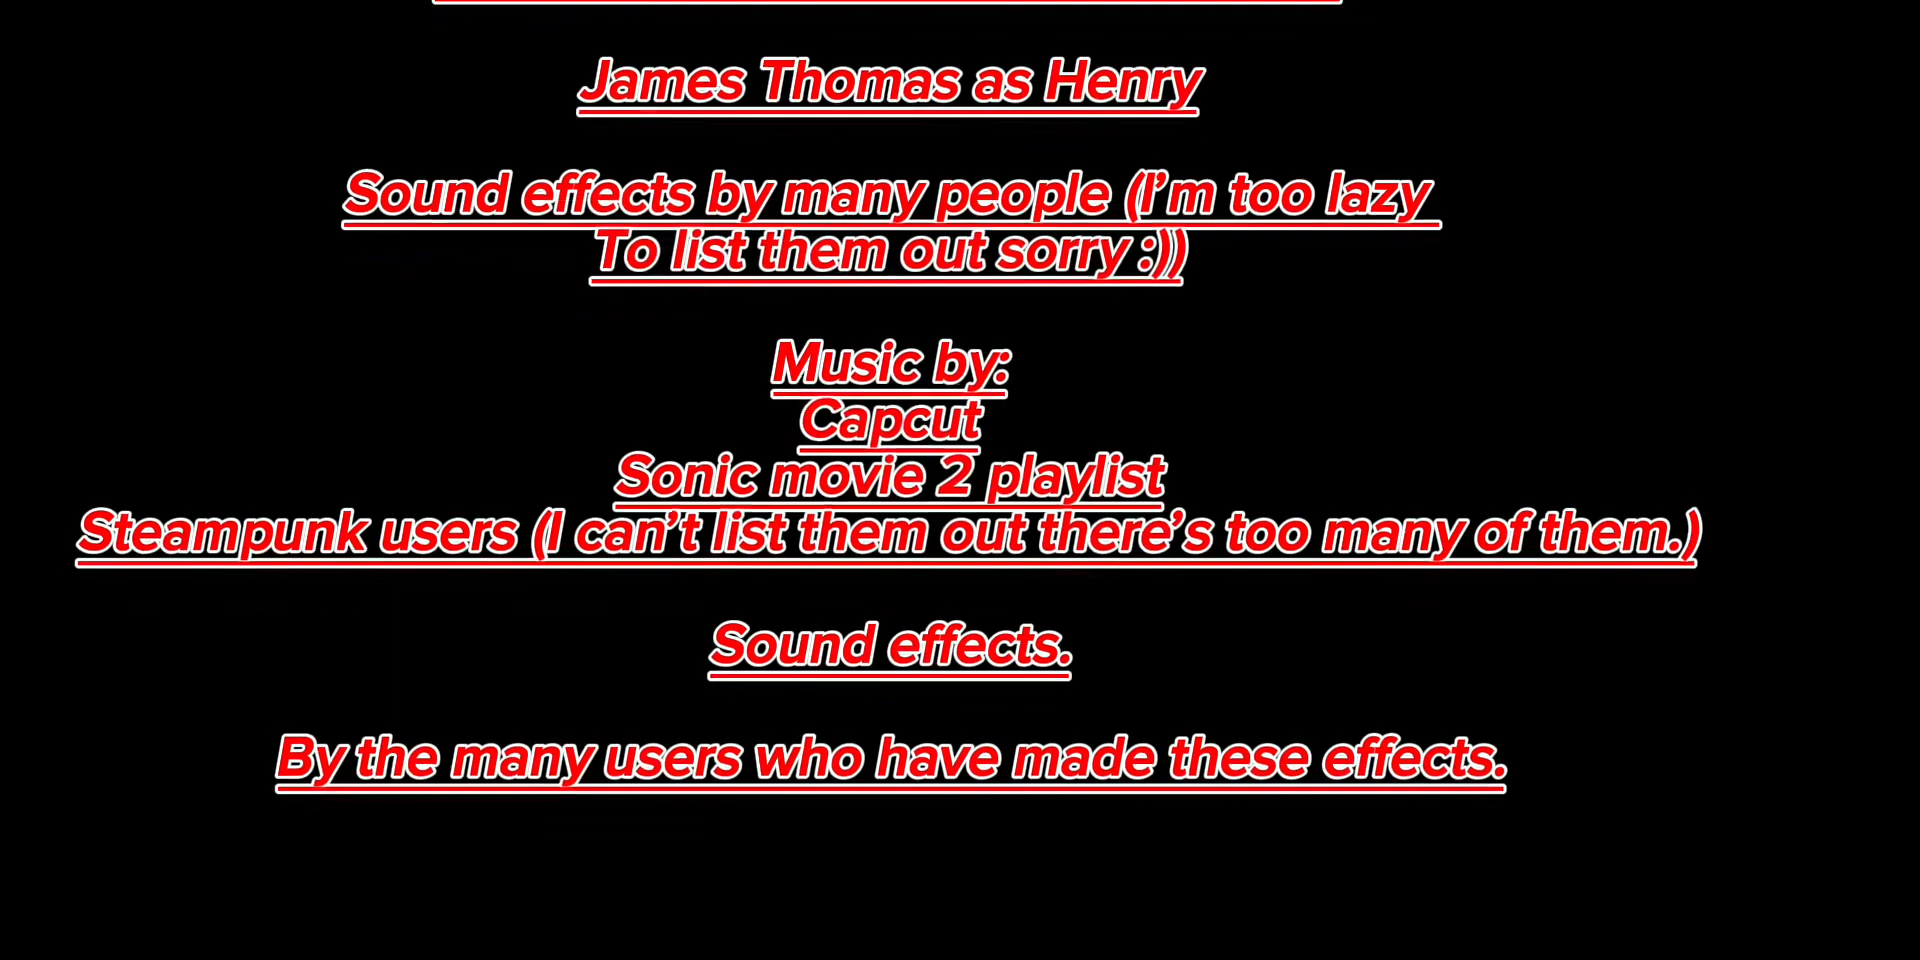 James Thomas as Henry
Sound effects by many people (I’m too lazy
To list them out sorry :))
Music by:
Capcut
Sonic movie 2 playlist
Steampunk users (I can’t list them out there’s too many of them.)
Sound effects.
By the many users who have made these effects.